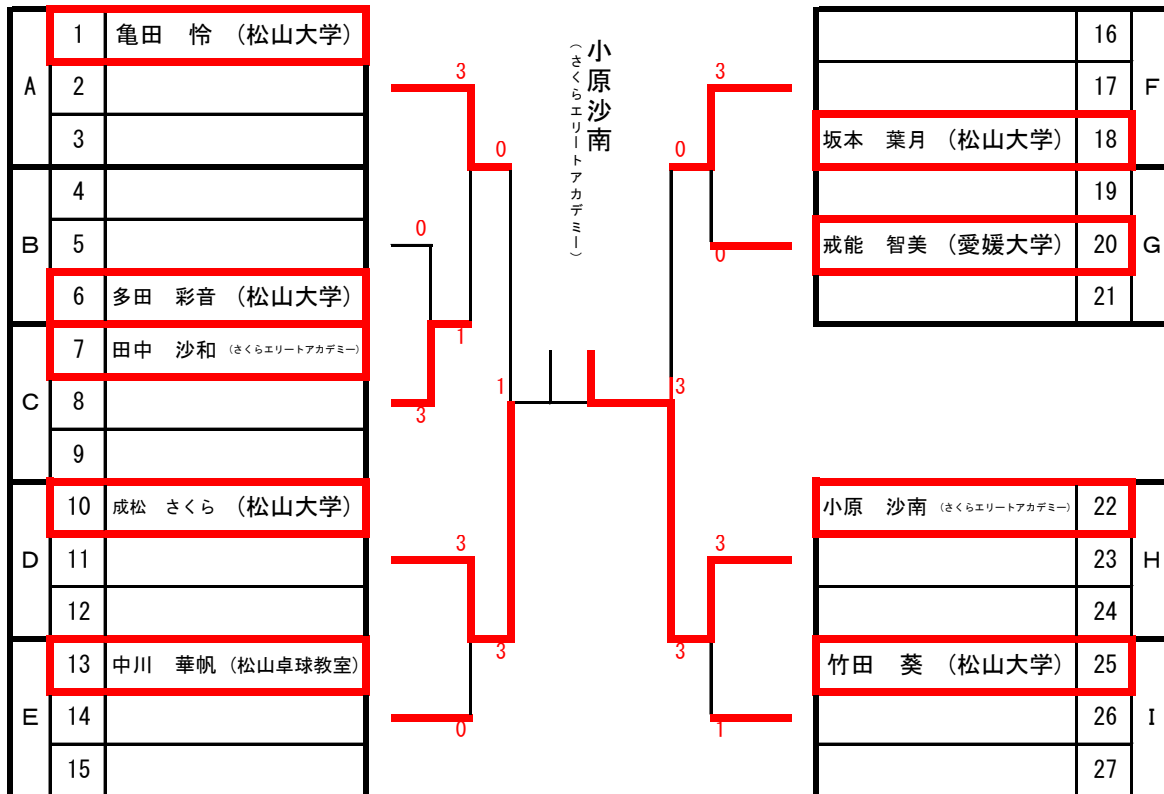 A
1 亀田 怜 （松山大学）
2
3
B
4
5
6 多田 彩音 （松山大学）
C
7 田中 沙和 （さくらエリートアカデミー）
8
9
D
10 成松 さくら （松山大学）
11
12
E
13 中川 華帆 （松山卓球教室）
14
15
3
0
0
1
3
1
3
3
0
小原沙南
（さくらエリートアカデミー）
3
0
0
3
3
3
1
16
17 F
坂本 葉月 （松山大学） 18
19
戒能 智美 （愛媛大学） 20 G
21
小原 沙南 （さくらエリートアカデミー） 22
23 H
24
竹田 葵 （松山大学） 25
26 I
27